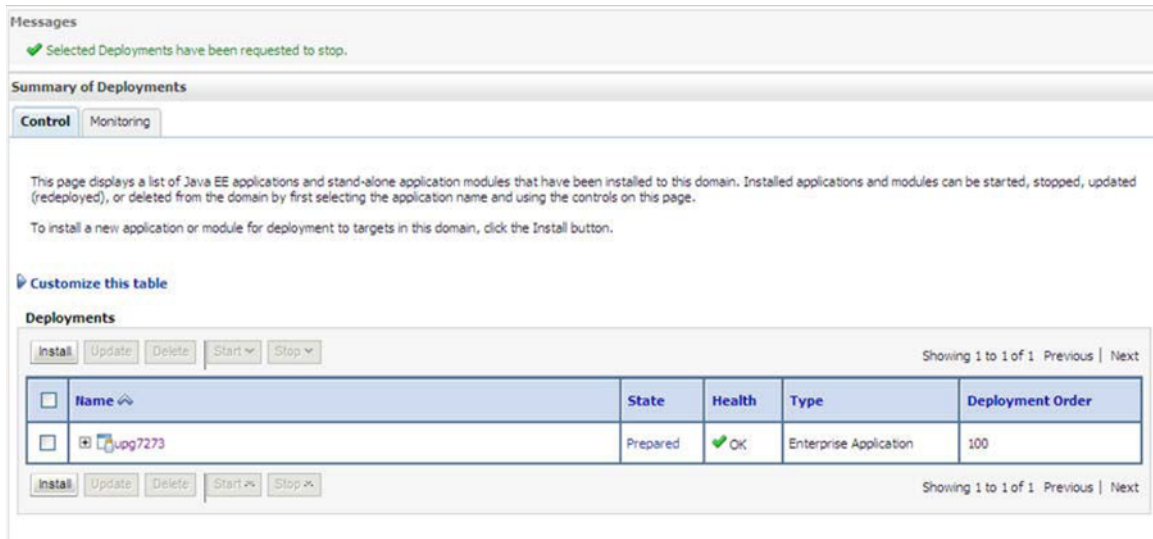 Messages
Selected Deployments have been requested to stop.
Summary of Deployments
Control Monitoring
This page displays a list of Java EE applications and stand-alone application modules that have been installed to this domain. Installed applications and modules can be started, stopped, updated
(redeployed), or deleted from the domain by first selecting the application name and using the controls on this page.
To install a new application or module for deployment to targets in this domain, click the Install button.
Customize this table
Deployments
Install Update Delete Start Stop Showing 1 to 1 of 1 Previous | Next
Name State Health Type Deployment Order
upg7273 Prepared OK Enterprise Application 100
Install Update Delete Start Stop Showing 1 to 1 of 1 Previous | Next